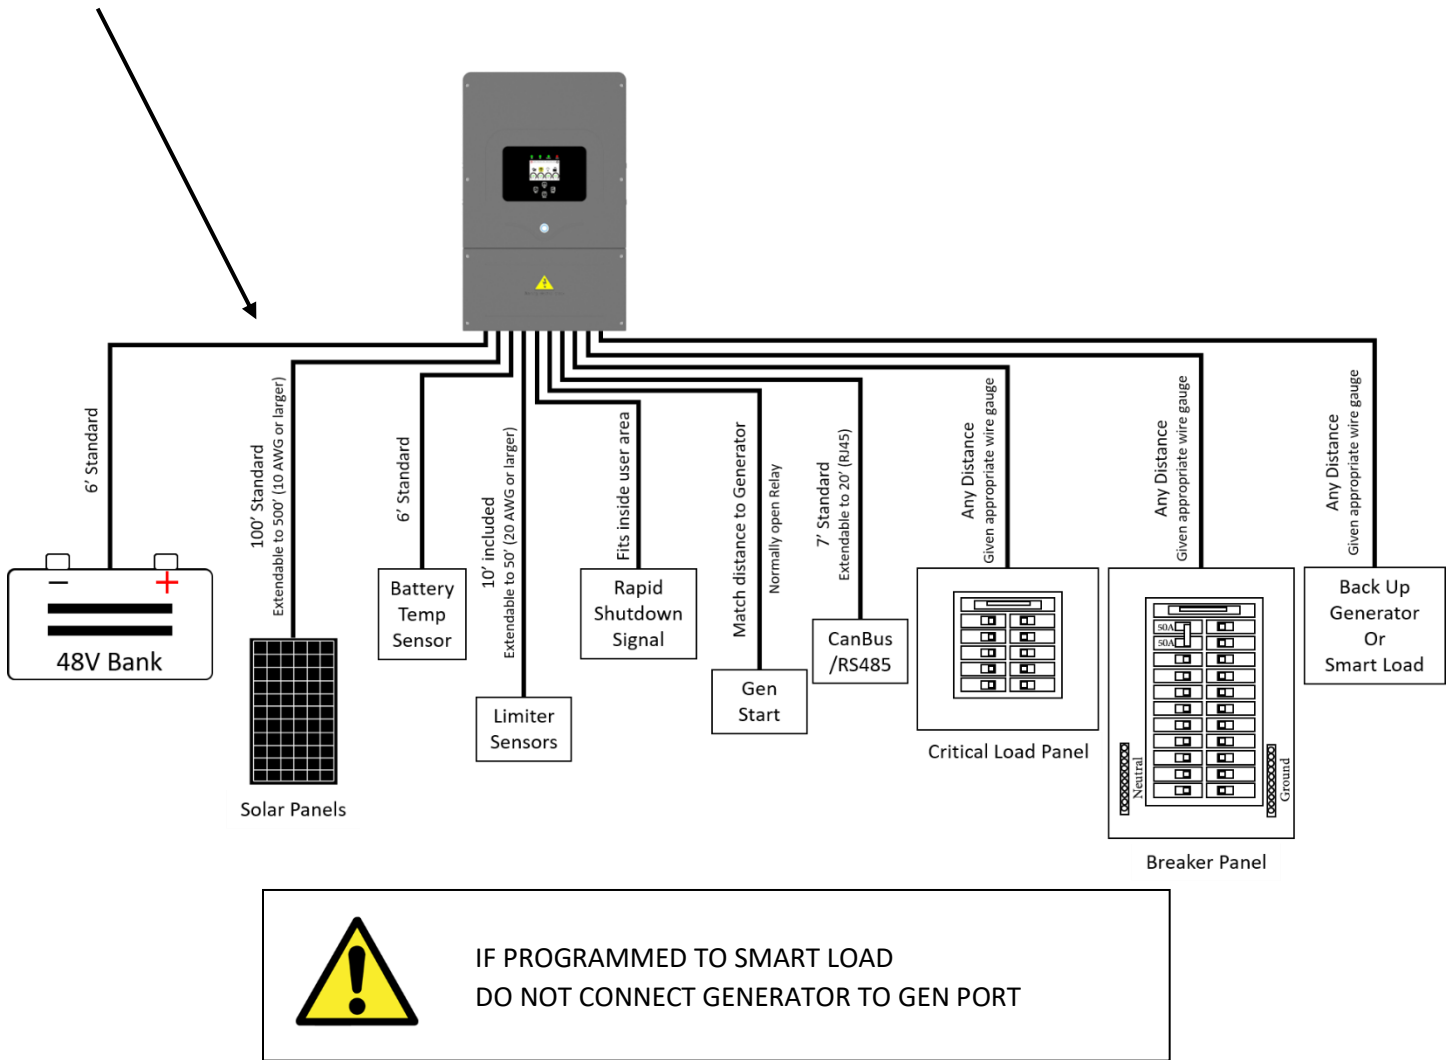 6’ Standard
100’ Standard
Extendable to 500’ (10 AWG or larger)
6’ Standard
10’ included
Extendable to 50’ (20 AWG or larger)
Fits inside user area
Match distance to Generator
Normally open Relay
7’ Standard
Extendable to 20’ (RJ45)
Any Distance
Given appropriate wire gauge
Any Distance
Given appropriate wire gauge
Any Distance
Given appropriate wire gauge
− +
48V Bank
Solar Panels
Battery
Temp
Sensor
Limiter
Sensors
Rapid
Shutdown
Signal
Gen
Start
CanBus
/RS485
Critical Load Panel
50A
50A
Neutral
Ground
Breaker Panel
Back Up
Generator
Or
Smart Load
IF PROGRAMMED TO SMART LOAD
DO NOT CONNECT GENERATOR TO GEN PORT